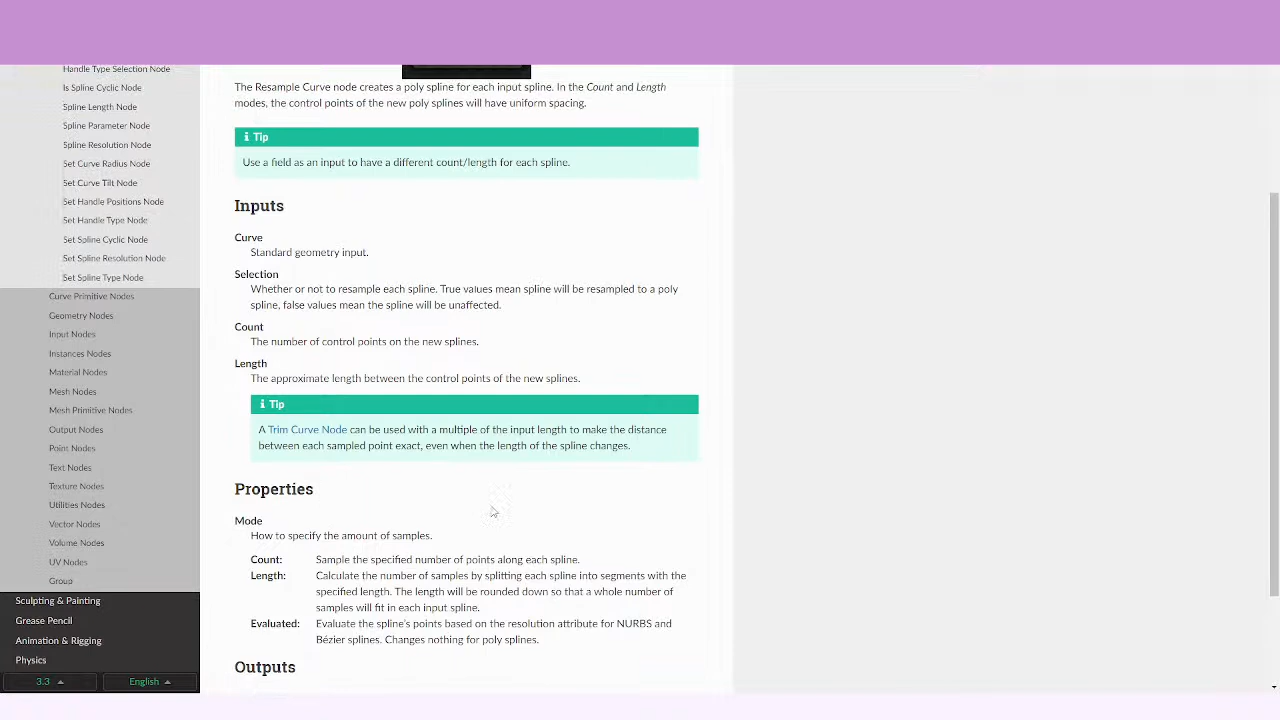 Handle Type Selection Node
Is Spline Cyclic Node
Spline Length Node
Spline Parameter Node
Spline Resolution Node
Set Curve Radius Node
Set Curve Tilt Node
Set Handle Positions Node
Set Handle Type Node
Set Spline Cyclic Node
Set Spline Resolution Node
Set Spline Type Node
Curve Primitive Nodes
Geometry Nodes
Input Nodes
Instances Nodes
Material Nodes
Mesh Nodes
Mesh Primitive Nodes
Output Nodes
Point Nodes
Text Nodes
Texture Nodes
Utilities Nodes
Vector Nodes
Volume Nodes
UV Nodes
Group
Sculpting & Painting
Grease Pencil
Animation & Rigging
Physics
3.3
English
The Resample Curve node creates a poly spline for each input spline. In the Count and Length
modes, the control points of the new poly splines will have uniform spacing.
Tip
Use a field as an input to have a different count/length for each spline.
Inputs
Curve
Standard geometry input.
Selection
Whether or not to resample each spline. True values mean spline will be resampled to a poly
spline, false values mean the spline will be unaffected.
Count
The number of control points on the new splines.
Length
The approximate length between the control points of the new splines.
Tip
A Trim Curve Node can be used with a multiple of the input length to make the distance
between each sampled point exact, even when the length of the spline changes.
Properties
Mode
How to specify the amount of samples.
Count: Sample the specified number of points along each spline.
Length: Calculate the number of samples by splitting each spline into segments with the
specified length. The length will be rounded down so that a whole number of
samples will fit in each input spline.
Evaluated: Evaluate the spline's points based on the resolution attribute for NURBS and
Bézier splines. Changes nothing for poly splines.
Outputs